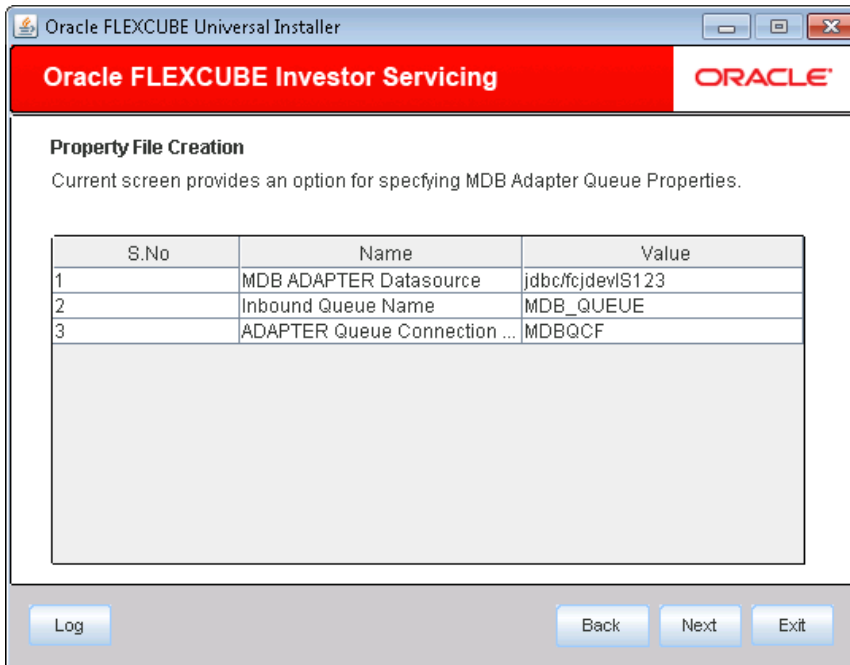 Oracle FLEXCUBE Universal Installer
Oracle FLEXCUBE Investor Servicing
ORACLE
Property File Creation
Current screen provides an option for specfying MDB Adapter Queue Properties.
S.No Name Value
1 MDB ADAPTER Datasource jdbc/fcjdevIS123
2 Inbound Queue Name MDB_QUEUE
3 ADAPTER Queue Connection ... MDBQCF
Log Back Next Exit